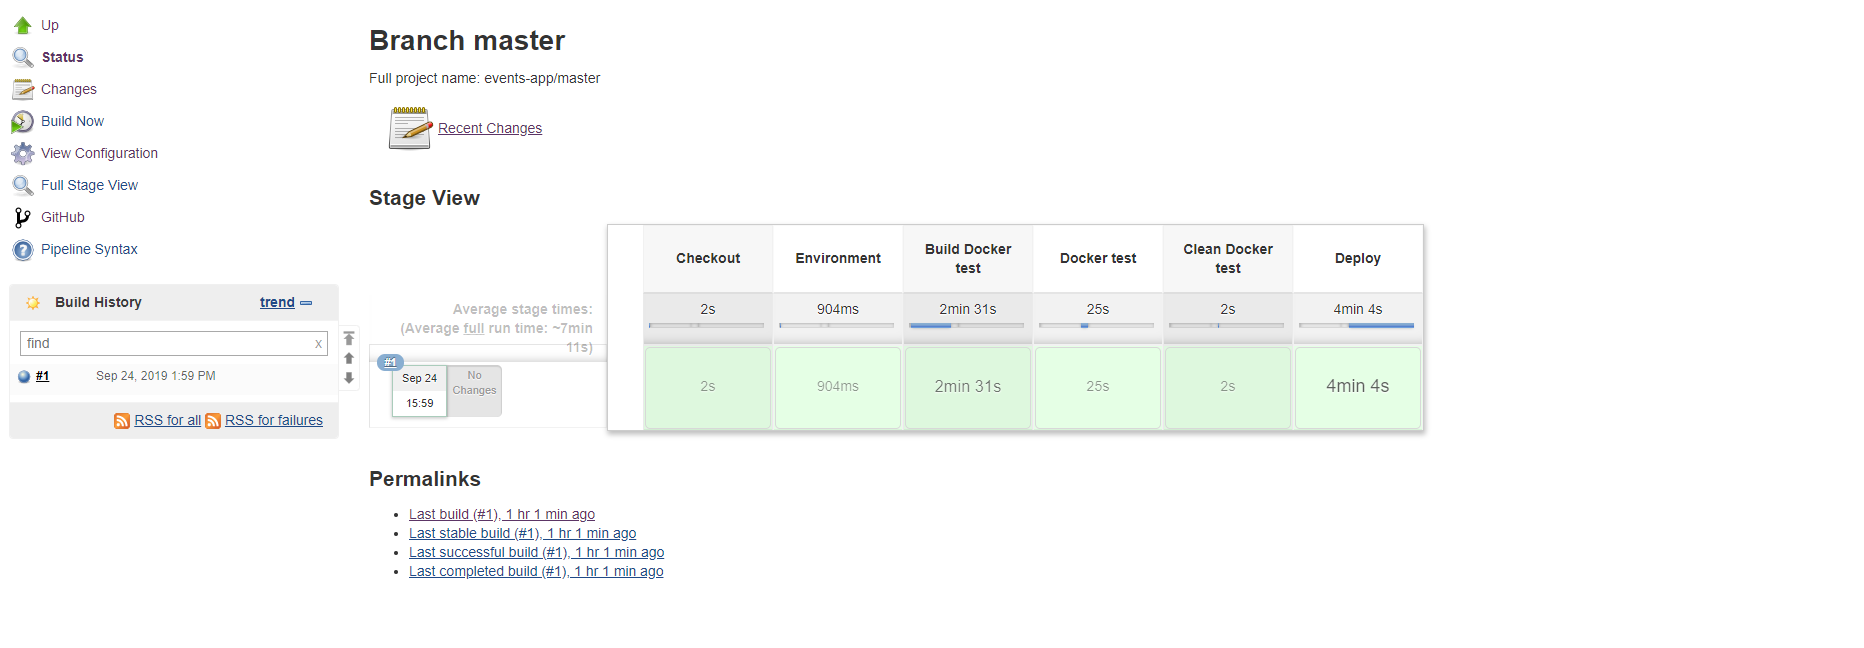 Up
Status
Changes
Build Now
View Configuration
Full Stage View
GitHub
Pipeline Syntax
Build History
trend
find
x
#1
Sep 24, 2019 1:59 PM
RSS for all
RSS for failures
Branch master
Full project name: events-app/master
Recent Changes
Stage View
Checkout
Environment
Build Docker
test
Docker test
Clean Docker
test
Deploy
Average stage times:
(Average full run time: ~7min
11s)
2s
904ms
2min 31s
25s
2s
4min 4s
#1
Sep 24
15:59
No
Changes
2s
904ms
2min 31s
25s
2s
4min 4s
Permalinks
Last build (#1), 1 hr 1 min ago
Last stable build (#1), 1 hr 1 min ago
Last successful build (#1), 1 hr 1 min ago
Last completed build (#1), 1 hr 1 min ago